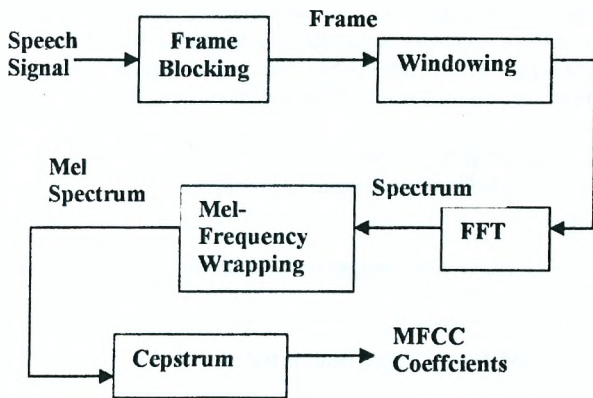 Speech
Signal
Frame
Blocking
Frame
Windowing
Mel
Spectrum
Mel-
Frequency
Wrapping
Spectrum
FFT
Cepstrum
MFCC
Coeffcients